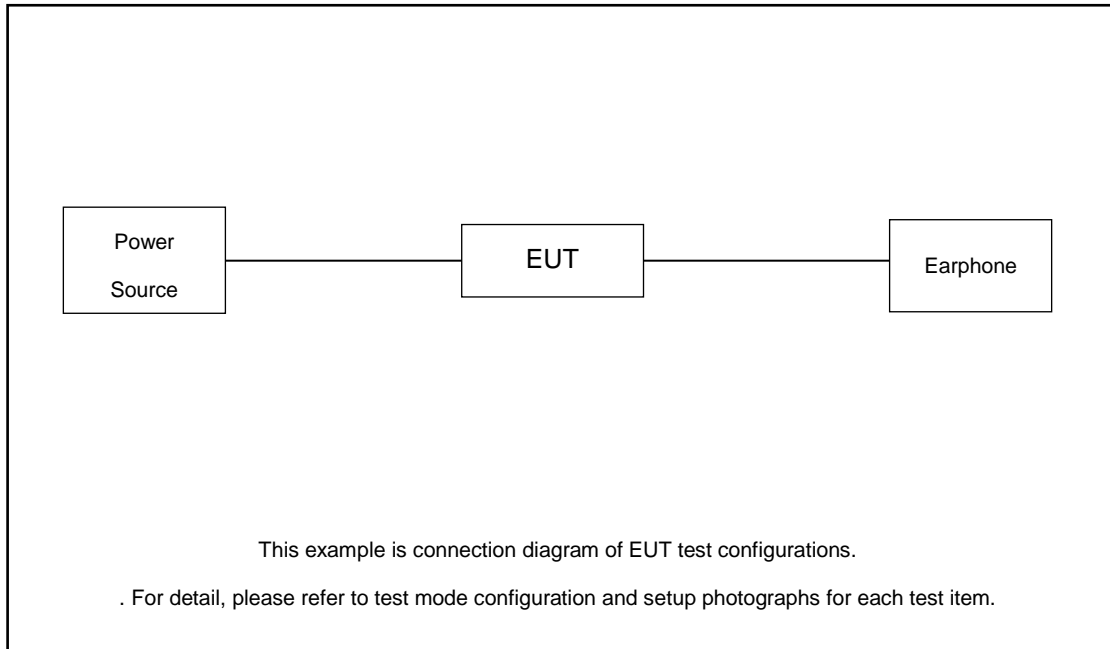 Power
Source
EUT
Earphone
This example is connection diagram of EUT test configurations.
. For detail, please refer to test mode configuration and setup photographs for each test item.